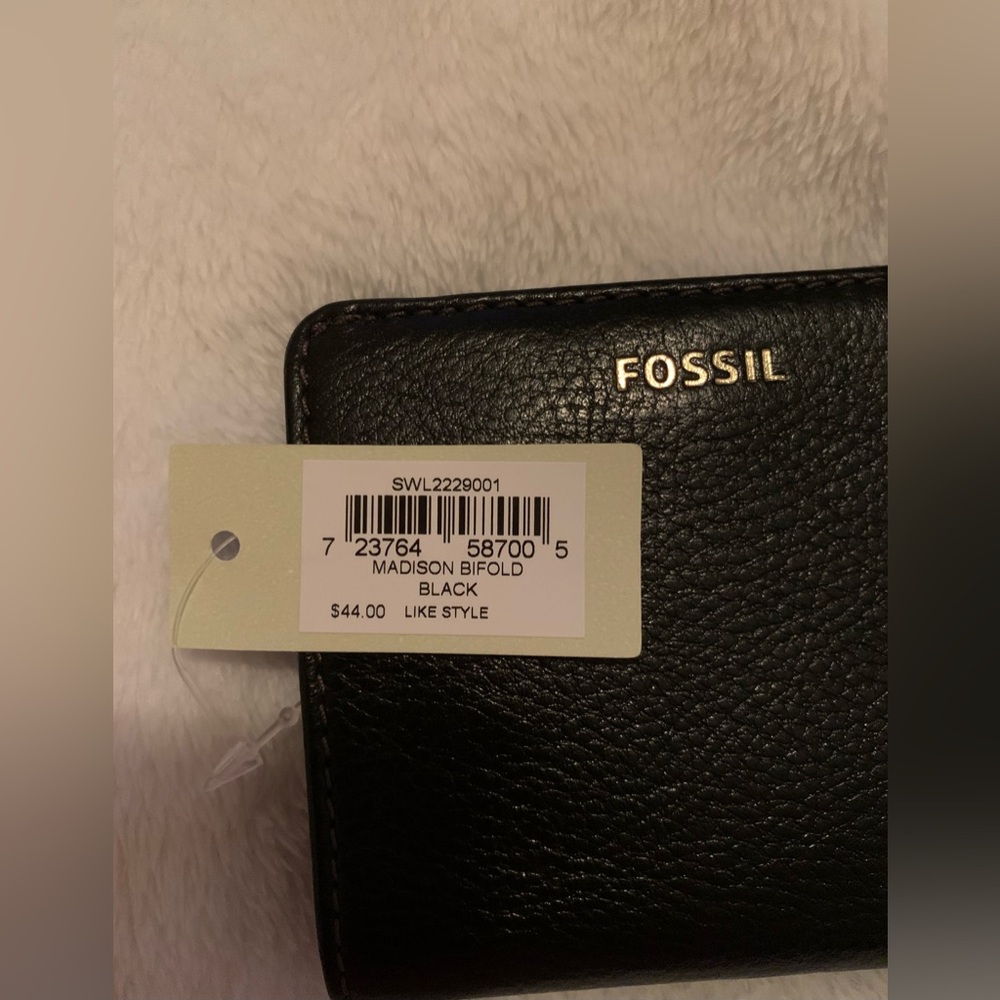 FOSSIL
SWL2229001
7 23764 58700 5
MADISON BIFOLD
BLACK
$44.00 LIKE STYLE